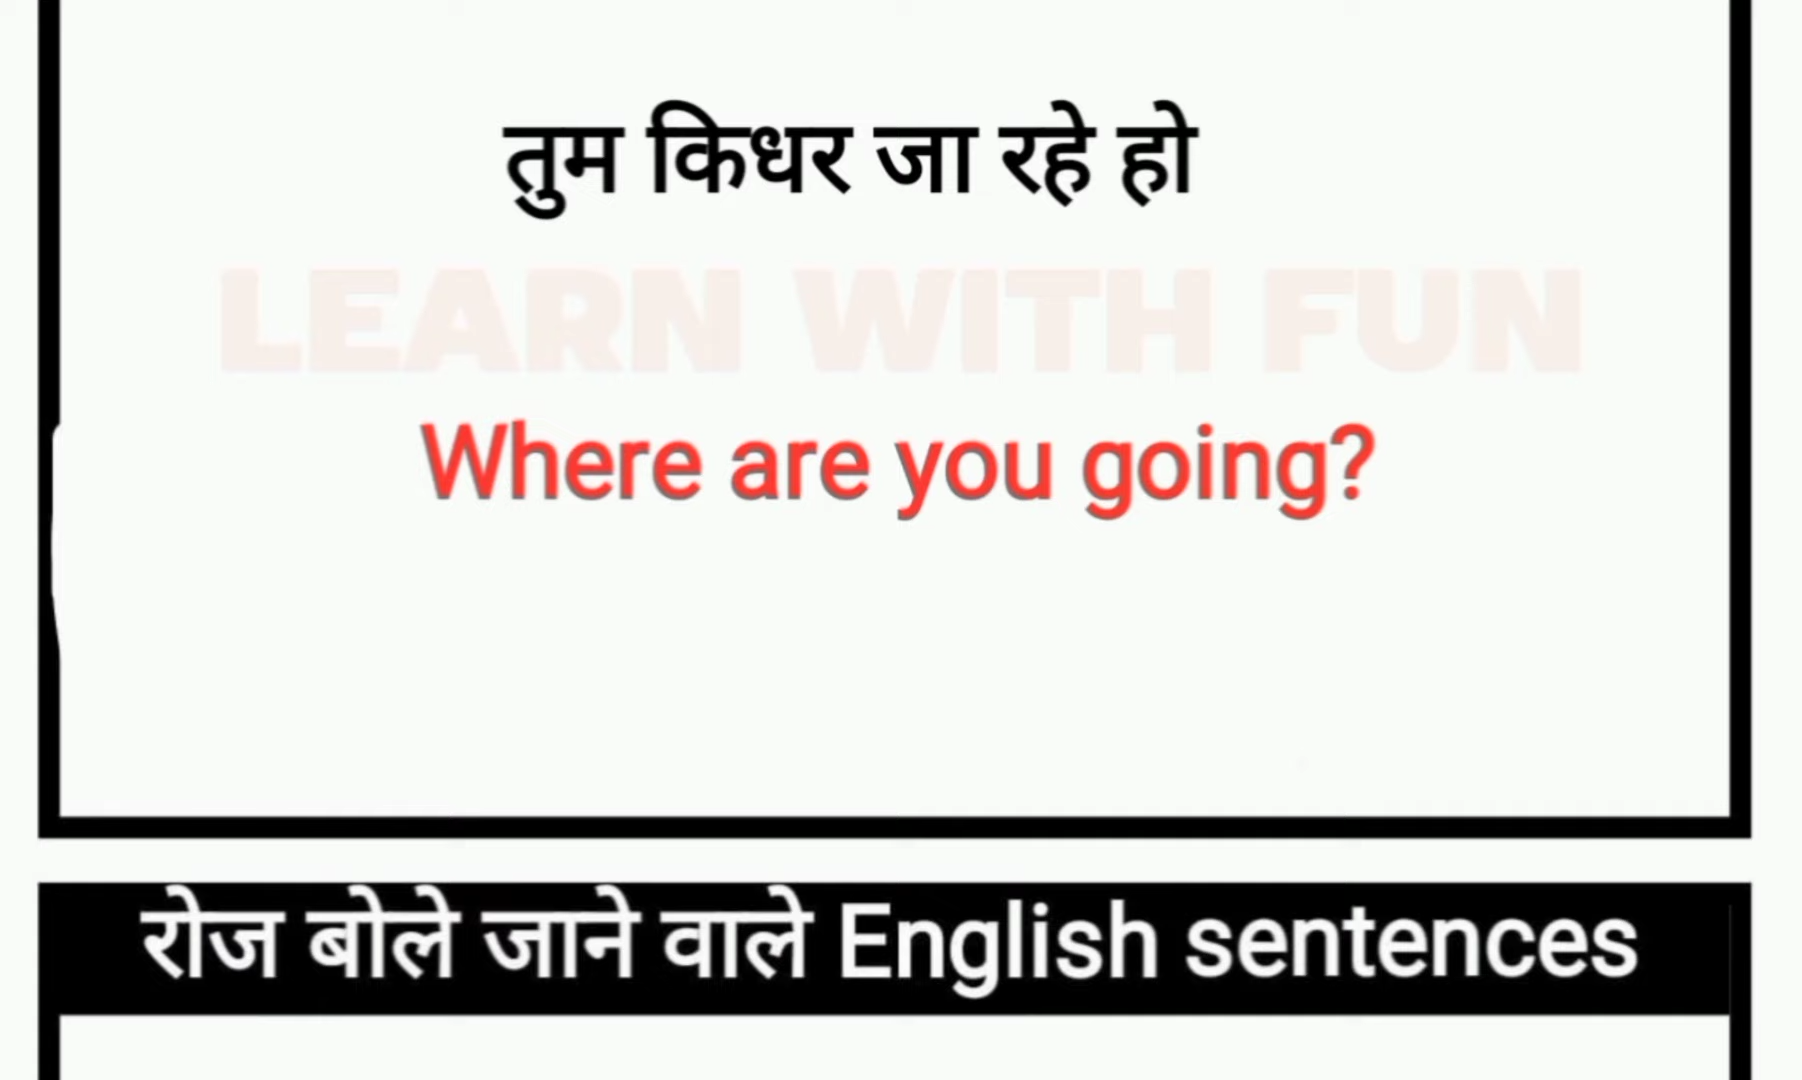 तुम किधर जा रहे हो
LEARN WITH FUN
Where are you going?
रोज बोले जाने वाले English sentences